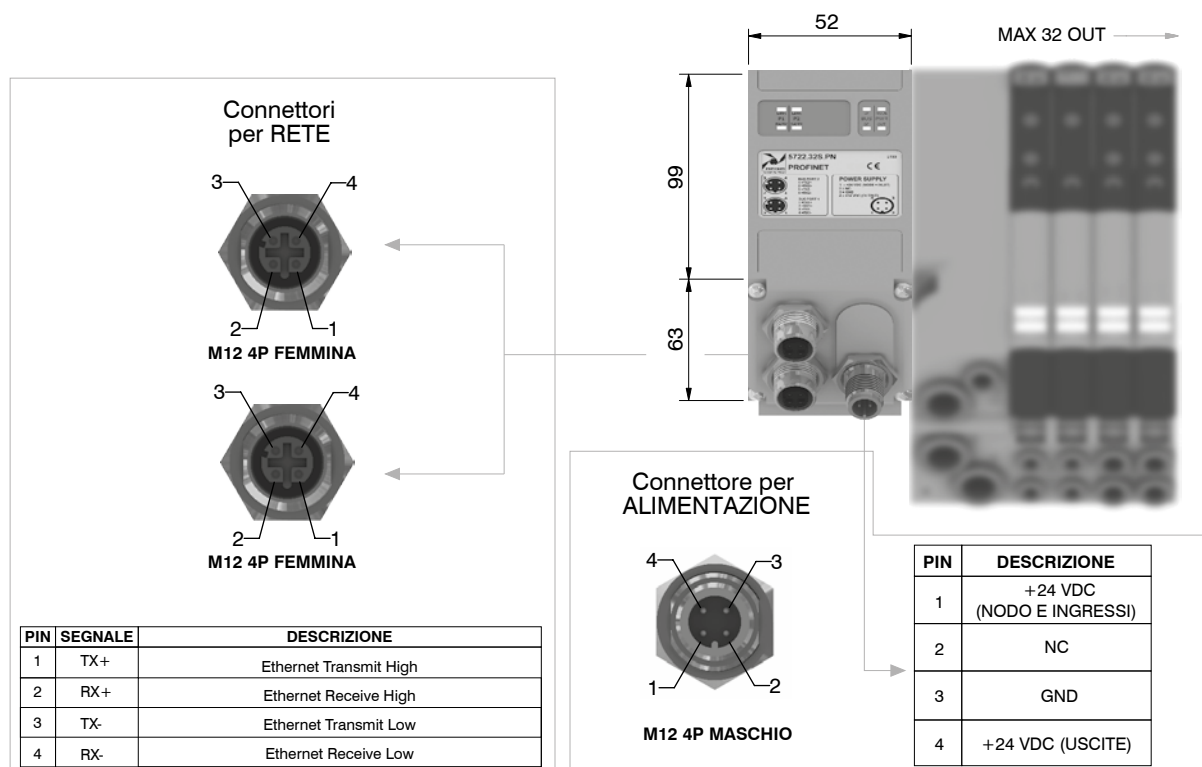 52
MAX 32 OUT
99
63
Connettori
per RETE
3
4
2
1
M12 4P FEMMINA
3
4
2
1
M12 4P FEMMINA
5722.32S.PN
PROFINET
CE
POWER SUPPLY
Connettore per
ALIMENTAZIONE
4
3
1
2
M12 4P MASCHIO
PIN DESCRIZIONE
1 +24 VDC
(NODO E INGRESSI)
2 NC
3 GND
4 +24 VDC (USCITE)
PIN SEGNALE DESCRIZIONE
1 TX+ Ethernet Transmit High
2 RX+ Ethernet Receive High
3 TX- Ethernet Transmit Low
4 RX- Ethernet Receive Low